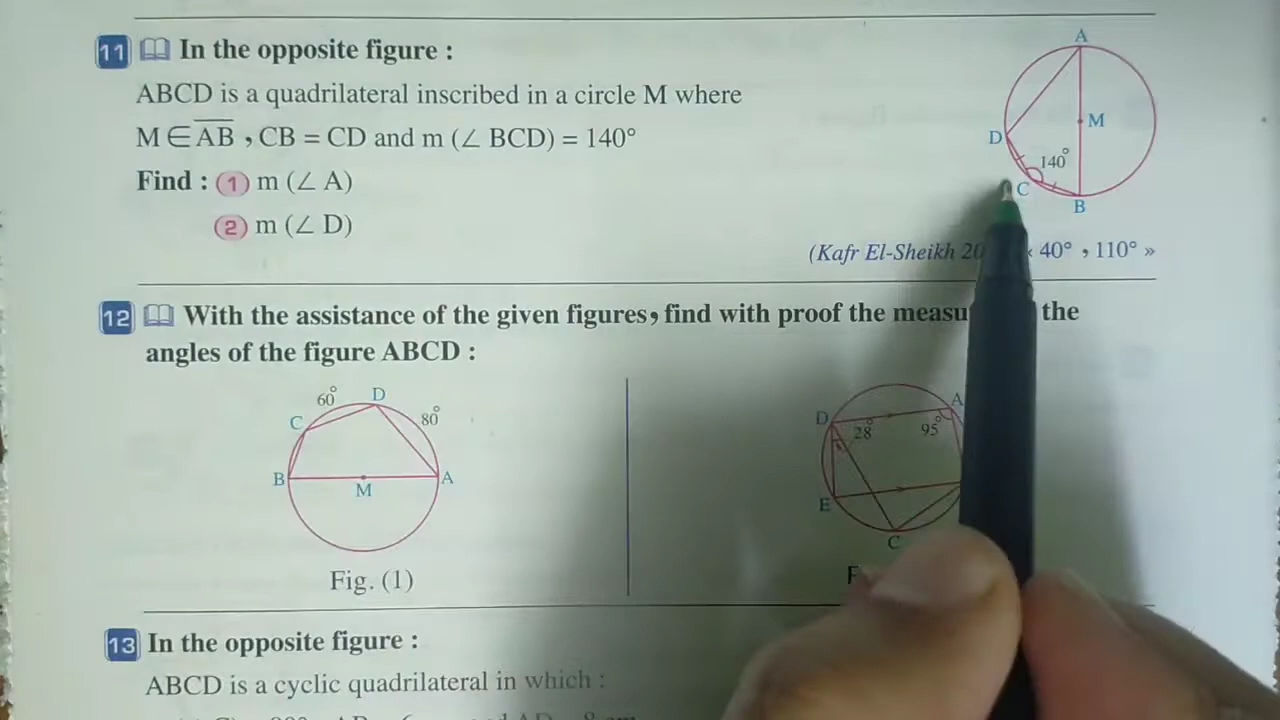 11 In the opposite figure :
ABCD is a quadrilateral inscribed in a circle M where
M ∈ A̅B̅ , CB = CD and m (∠ BCD) = 140°
Find : (1) m (∠ A)
(2) m (∠ D)
A
M
D
140°
C
B
(Kafr El-Sheikh 40° , 110° »
12 With the assistance of the given figures, find with proof the the
angles of the figure ABCD :
60° D
C 80°
B M A
Fig. (1)
D A
28° 95°
E
C
13 In the opposite figure :
ABCD is a cyclic quadrilateral in which :